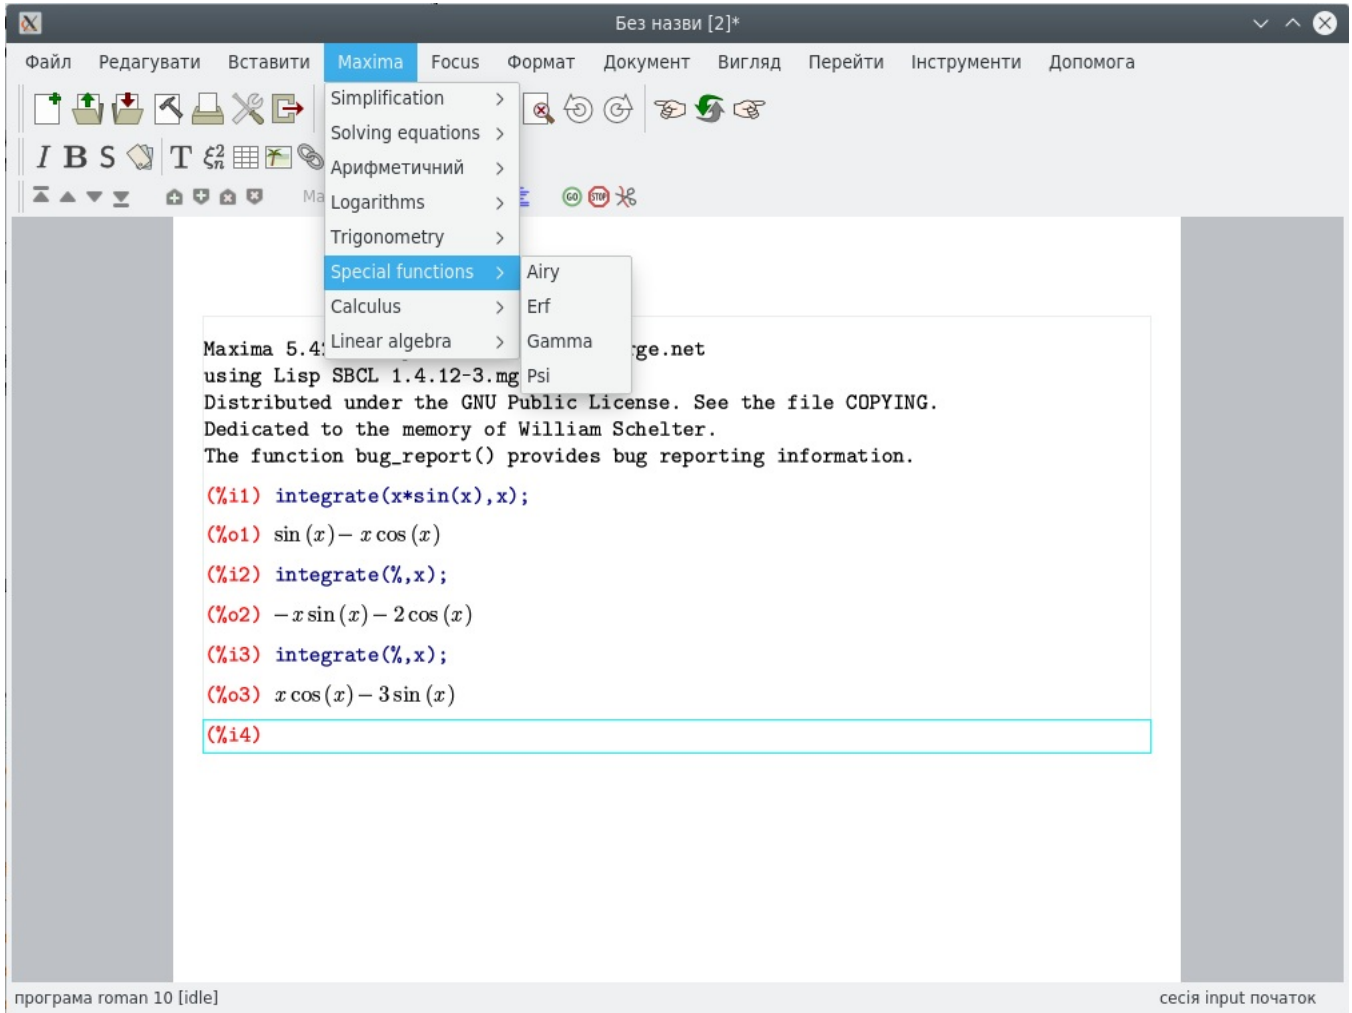 Без назви [2]*
Файл Редагувати Вставити Maxima Focus Формат Документ Вигляд Перейти Інструменти Допомога
Simplification
Solving equations
Арифметичний
Logarithms
Trigonometry
Special functions
Calculus
Linear algebra
Airy
Erf
Gamma
Psi
I B S T
Ma
GO STOP
Maxima 5.4 rge.net
using Lisp SBCL 1.4.12-3.mg
Distributed under the GNU Public License. See the file COPYING.
Dedicated to the memory of William Schelter.
The function bug_report() provides bug reporting information.
(%i1) integrate(x*sin(x),x);
(%o1) sin (x) − x cos (x)
(%i2) integrate(%,x);
(%o2) −x sin (x) − 2 cos (x)
(%i3) integrate(%,x);
(%o3) x cos (x) − 3 sin (x)
(%i4)
програма roman 10 [idle] сесія input початок